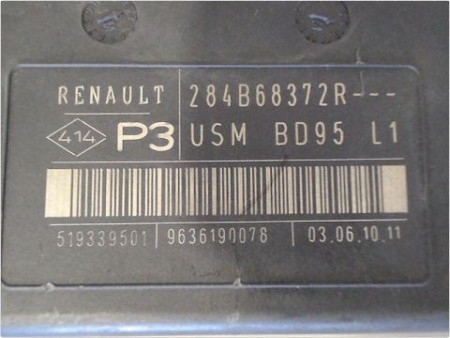 RENAULT 284B68372R---
414 P3 USM BD95 L1
519339501 9636190078 03.06.10.11